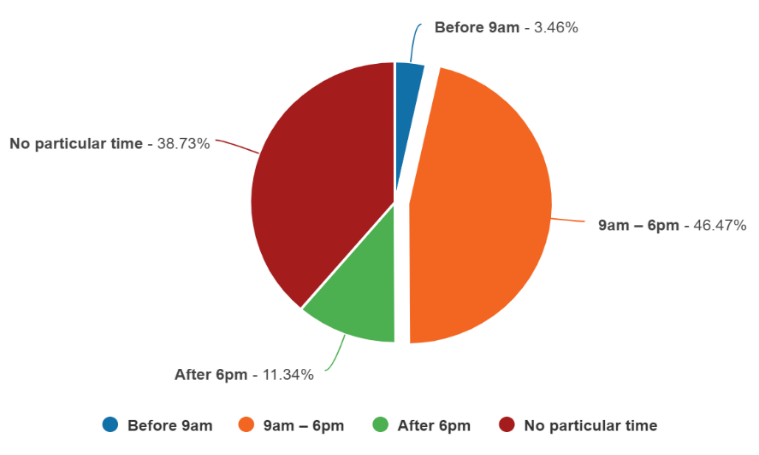 Before 9am - 3.46%
No particular time - 38.73%
9am – 6pm - 46.47%
After 6pm - 11.34%
Before 9am 9am – 6pm After 6pm No particular time